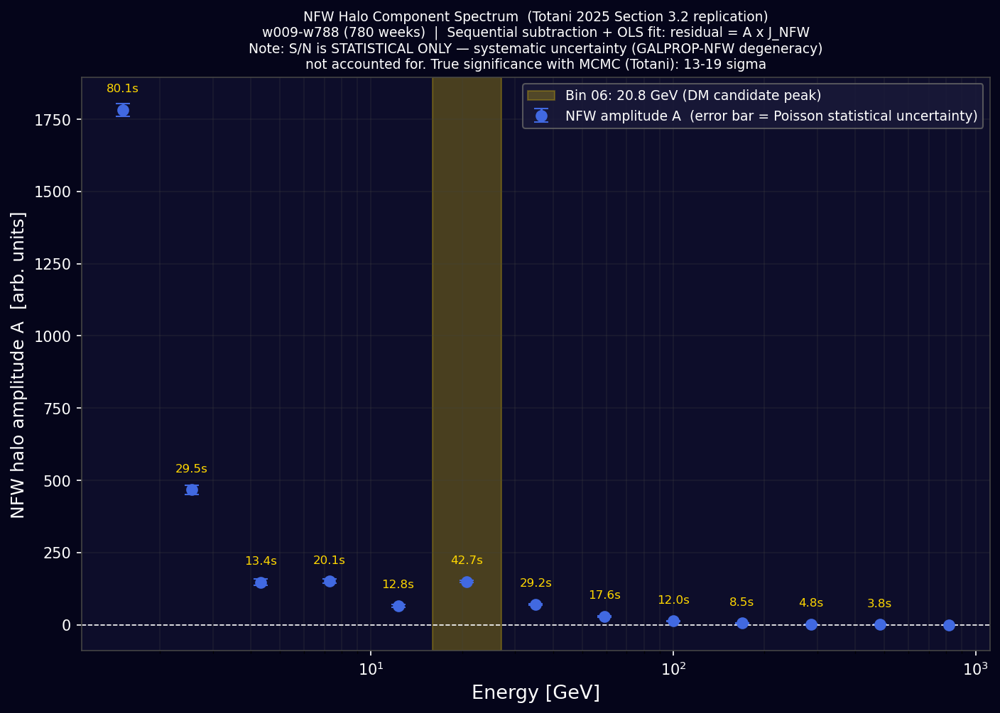 NFW Halo Component Spectrum  (Totani 2025 Section 3.2 replication)
w009-w788 (780 weeks)  |  Sequential subtraction + OLS fit: residual = A x J_NFW
Note: S/N is STATISTICAL ONLY — systematic uncertainty (GALPROP-NFW degeneracy)
not accounted for. True significance with MCMC (Totani): 13-19 sigma
Bin 06: 20.8 GeV (DM candidate peak)
NFW amplitude A  (error bar = Poisson statistical uncertainty)
NFW halo amplitude A  [arb. units]
1750
1500
1250
1000
750
500
250
0
80.1s
29.5s
13.4s
20.1s
12.8s
42.7s
29.2s
17.6s
12.0s
8.5s
4.8s
3.8s
10¹
10²
10³
Energy [GeV]